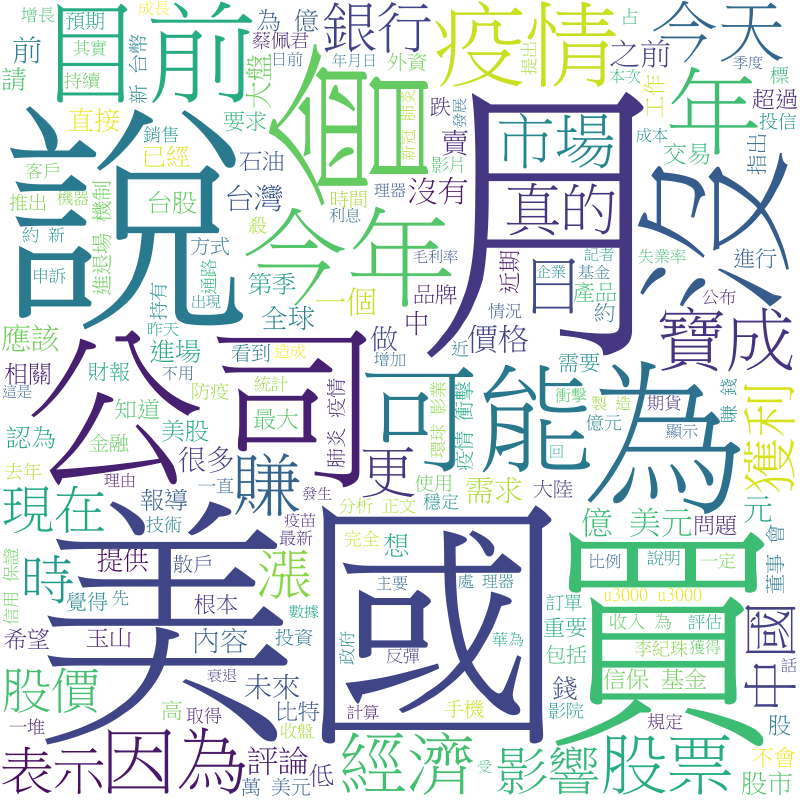 增長
預期
成長
為 億
銀行
疫情
今天
占
目前
前
其實
新 台幣
蔡佩君
外資
之前
提出
年
季度
請
持續
日前
年月日
大盤
新冠 肺炎
本次
工作
標
直接
要求
跌
發展
超過
說
會
月
市場
沒
銷售
賣
影片
成本
投信
已經
石油
真的
交易
指出
客戶
推出
機器
台股
台灣
時間
理器
沒有
進退場 機制
利息
今年
殺
約 新
方式
申訴
通路
第季
毛利率
近期
日
企業
記者
基金
失業率
進行
持有
出現
一個
品牌
情況
產品
公布
昨天
全球
中
約
應該
公司
可能
為
寶成
進場
看到
造成
做
價格
相關
財報
不用
增加
近
需要
這是
防疫
統計
肺炎 疫情
環球 影業
疫情 衝擊
衝擊
製 造
期貨
賺 錢
知道
最大
認為
美股
億元
顯示
獲利
金融
賺
更
回
去年
理由
很多
現在
報導
一直
發生
需求
使用
穩定
大陸
億 美元
問題
元
技術
疫苗
分析 正文
美
國
買
信用 保證
時
提供
散戶
最新
漲
完全
想
比例
說明
一定
董事 會
覺得
先
根本
數據
主要
處 理器
u3000 u3000
訂單
收入 為
評估
中國
希望
玉山
內容
投資
政府
反彈
華為
重要
李紀珠
獲得
股價
包括
信保 基金
話
一堆
高
未來
衰退
錢
取得
比特
計算
手機
影院
規定
股
表示
因為
評論
收盤
低
經濟
受
影響
股票
不會
股市
萬 美元